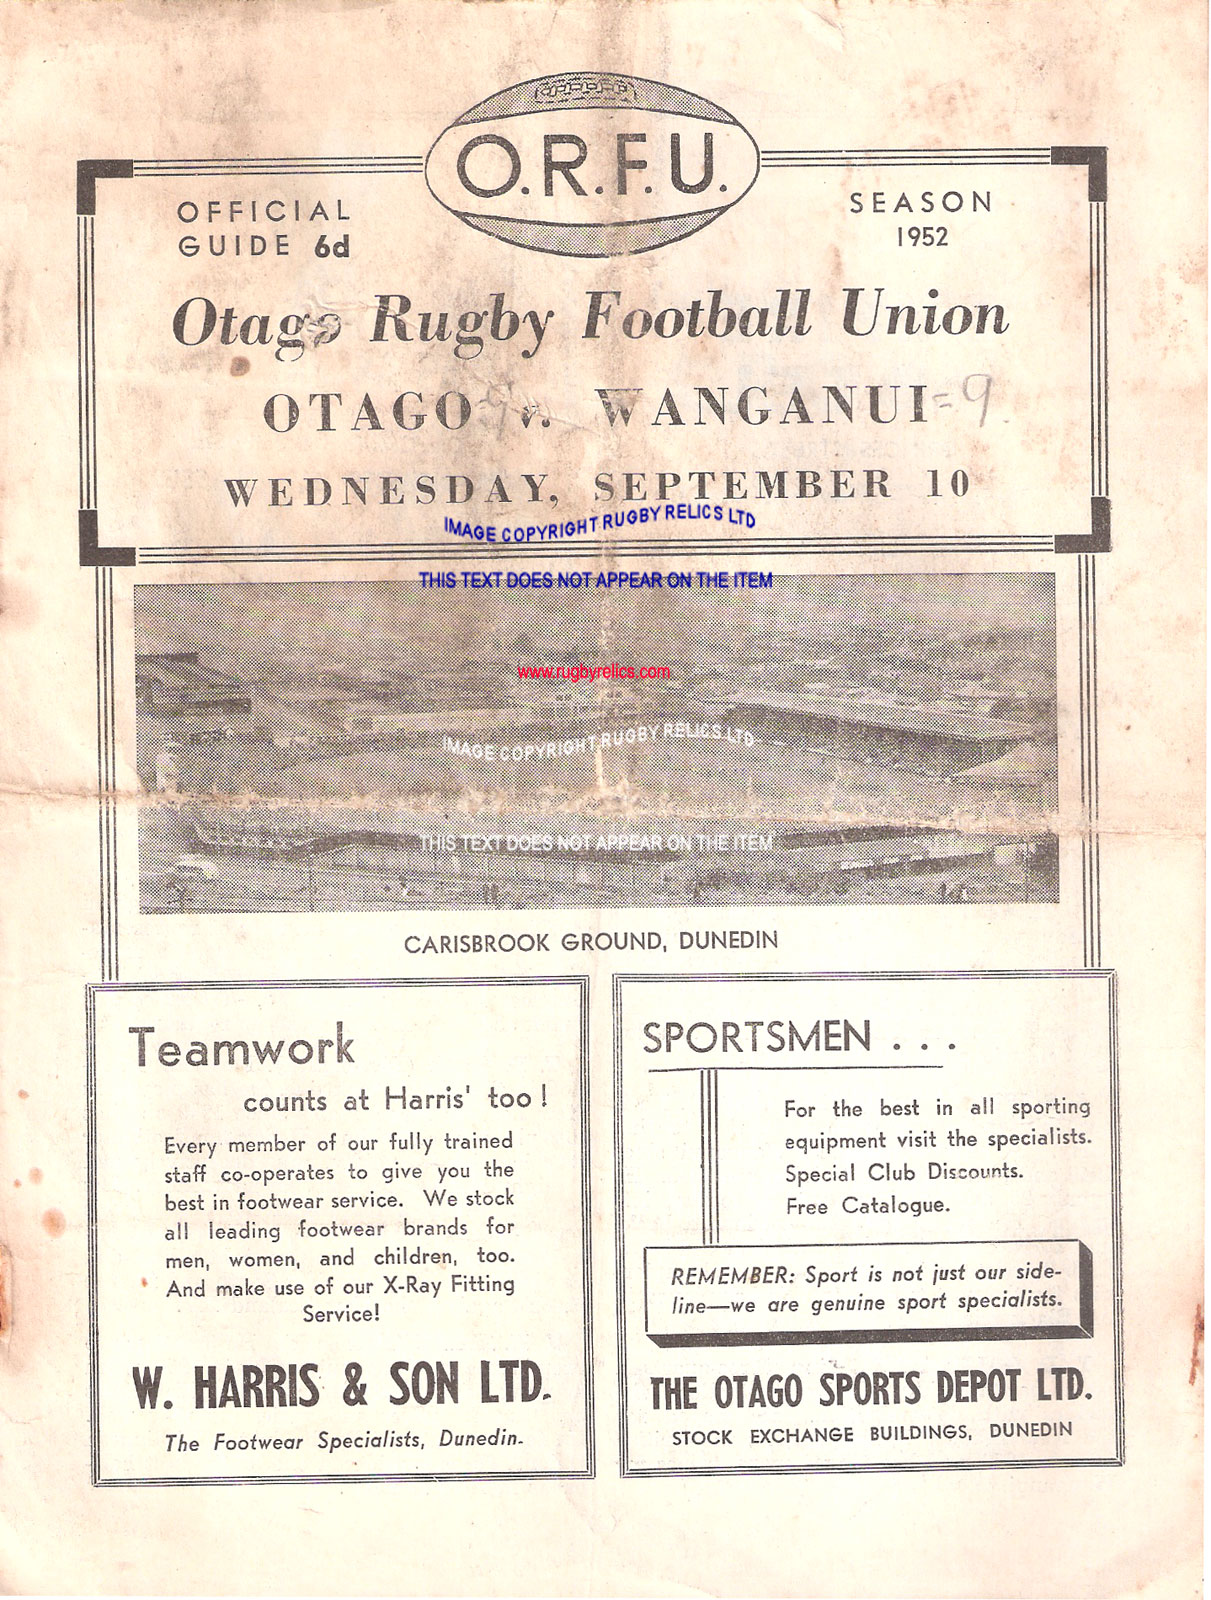 O.R.F.U.
OFFICIAL
GUIDE 6d
SEASON
1952
Otago Rugby Football Union
OTAGO v. WANGANUI = 9
WEDNESDAY, SEPTEMBER 10
IMAGE COPYRIGHT RUGBY RELICS LTD
THIS TEXT DOES NOT APPEAR ON THE ITEM
www.rugbyrelics.com
IMAGE COPYRIGHT RUGBY RELICS LTD
THIS TEXT DOES NOT APPEAR ON THE ITEM
CARISBROOK GROUND, DUNEDIN
Teamwork
counts at Harris' too!
Every member of our fully trained
staff co-operates to give you the
best in footwear service. We stock
all leading footwear brands for
men, women, and children, too.
And make use of our X-Ray Fitting
Service!
W. HARRIS & SON LTD.
The Footwear Specialists, Dunedin.
SPORTSMEN . . .
For the best in all sporting
equipment visit the specialists.
Special Club Discounts.
Free Catalogue.
REMEMBER: Sport is not just our side-
line—we are genuine sport specialists.
THE OTAGO SPORTS DEPOT LTD.
STOCK EXCHANGE BUILDINGS, DUNEDIN